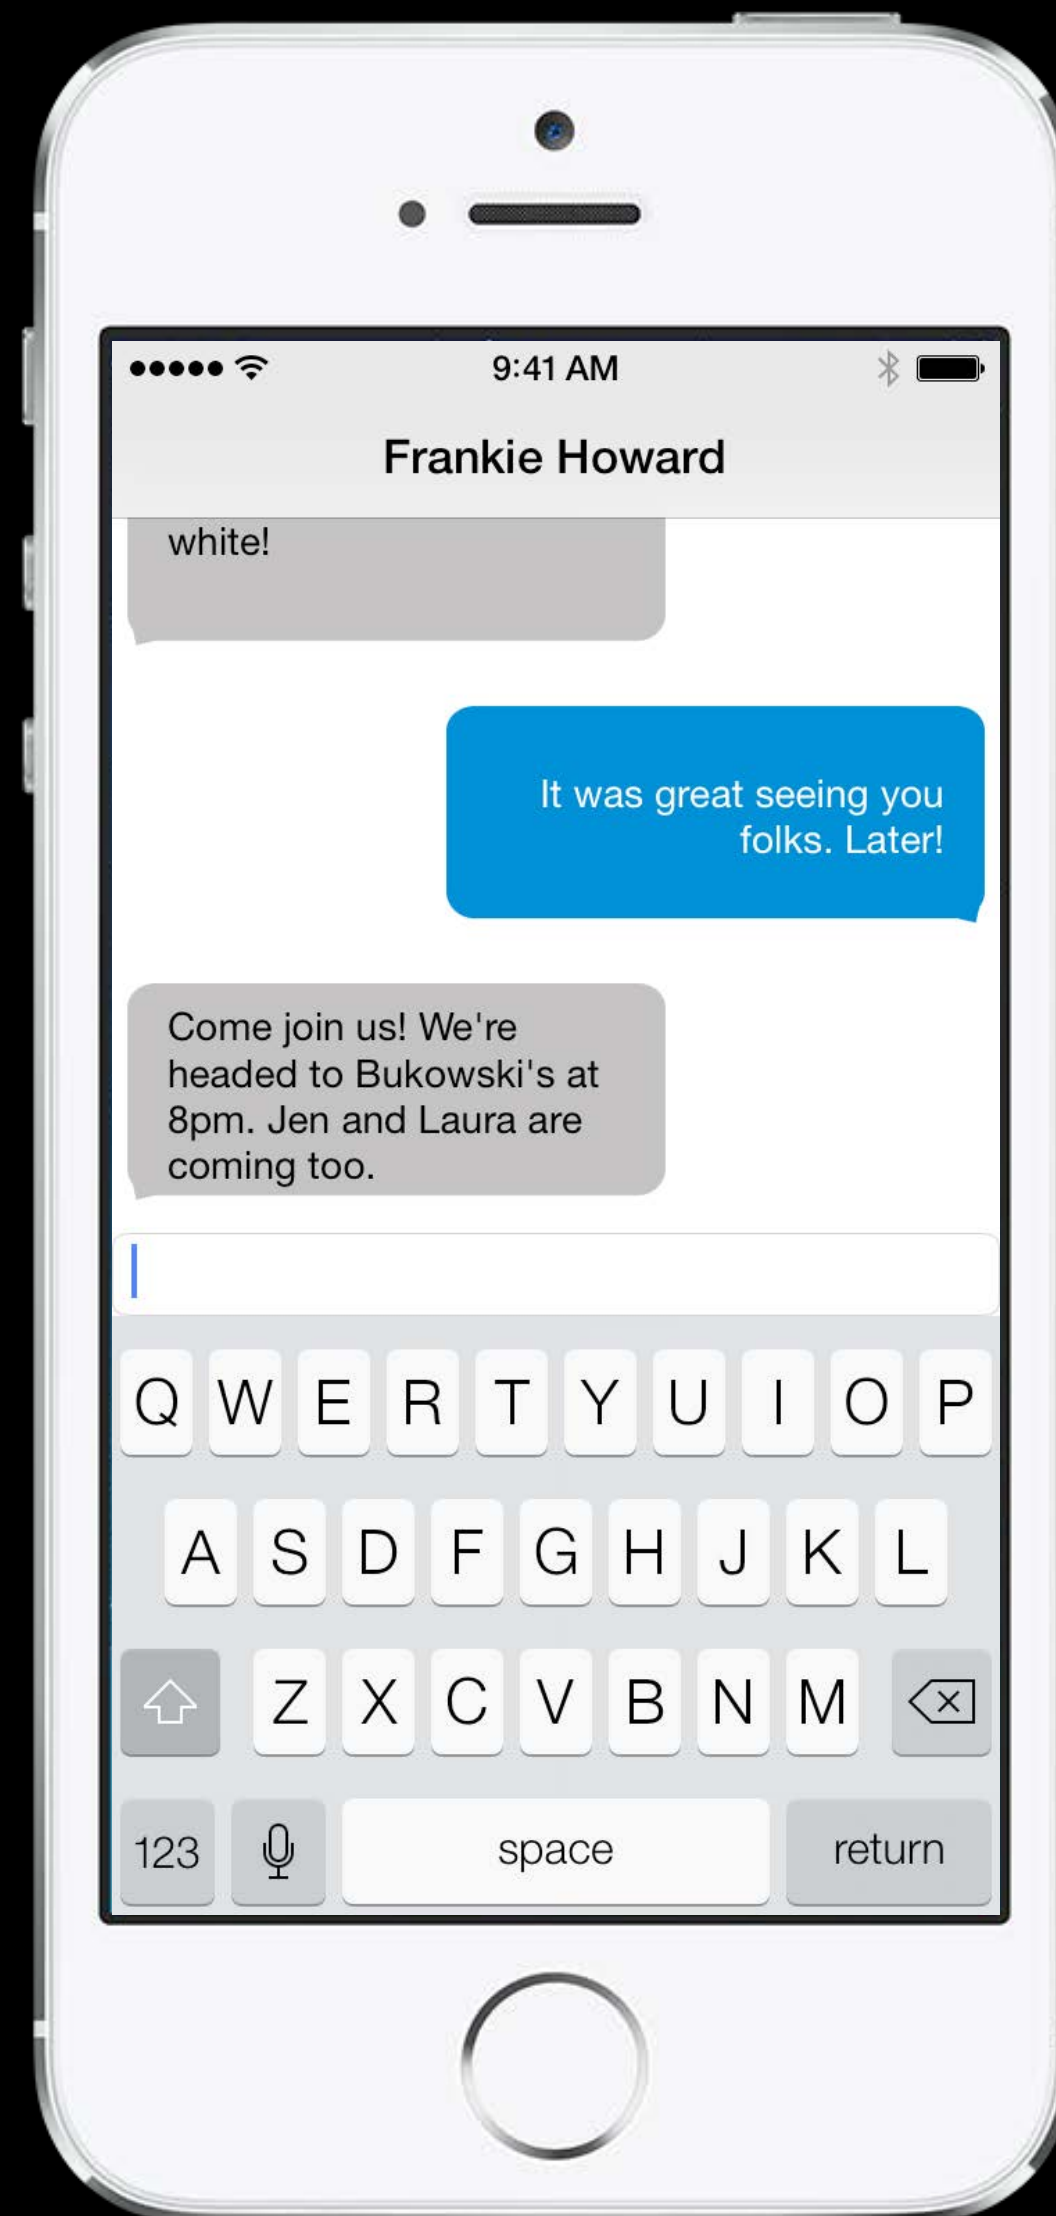 9:41 AM
Frankie Howard
white!
It was great seeing you
folks. Later!
Come join us! We're
headed to Bukowski's at
8pm. Jen and Laura are
coming too.
Q W E R T Y U I O P
A S D F G H J K L
Z X C V B N M
123 space return